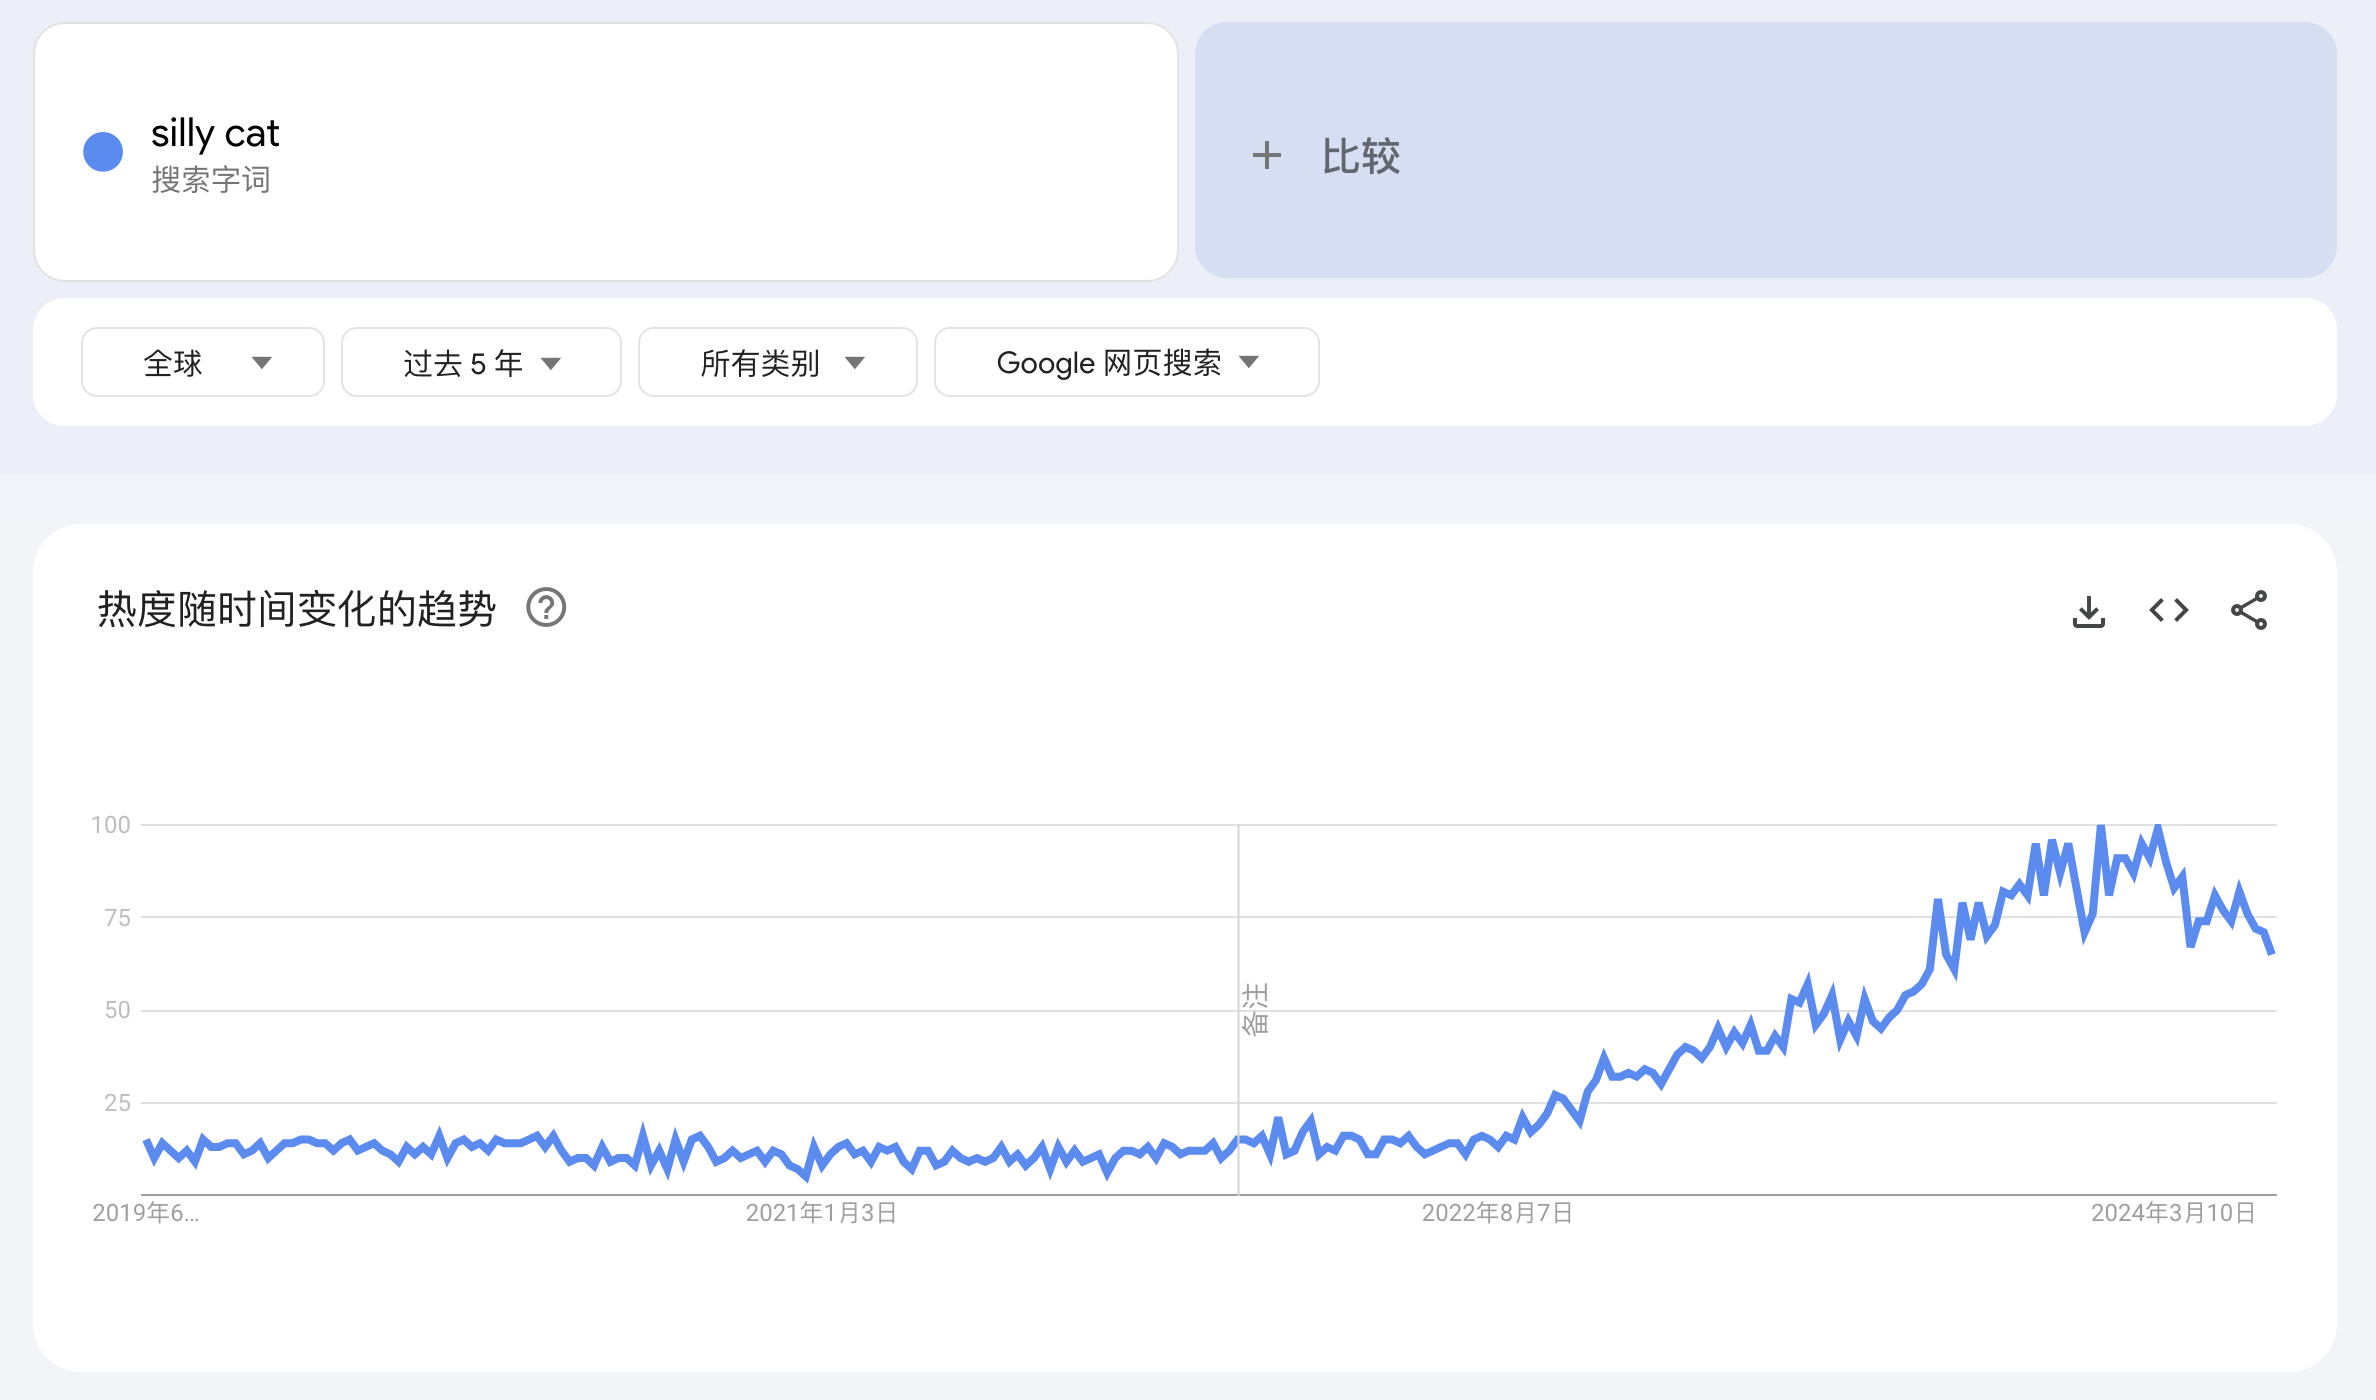 silly cat
搜索字词
+ 比较
全球
过去 5 年
所有类别
Google 网页搜索
热度随时间变化的趋势
100
75
50
25
备注
2019年6…
2021年1月3日
2022年8月7日
2024年3月10日